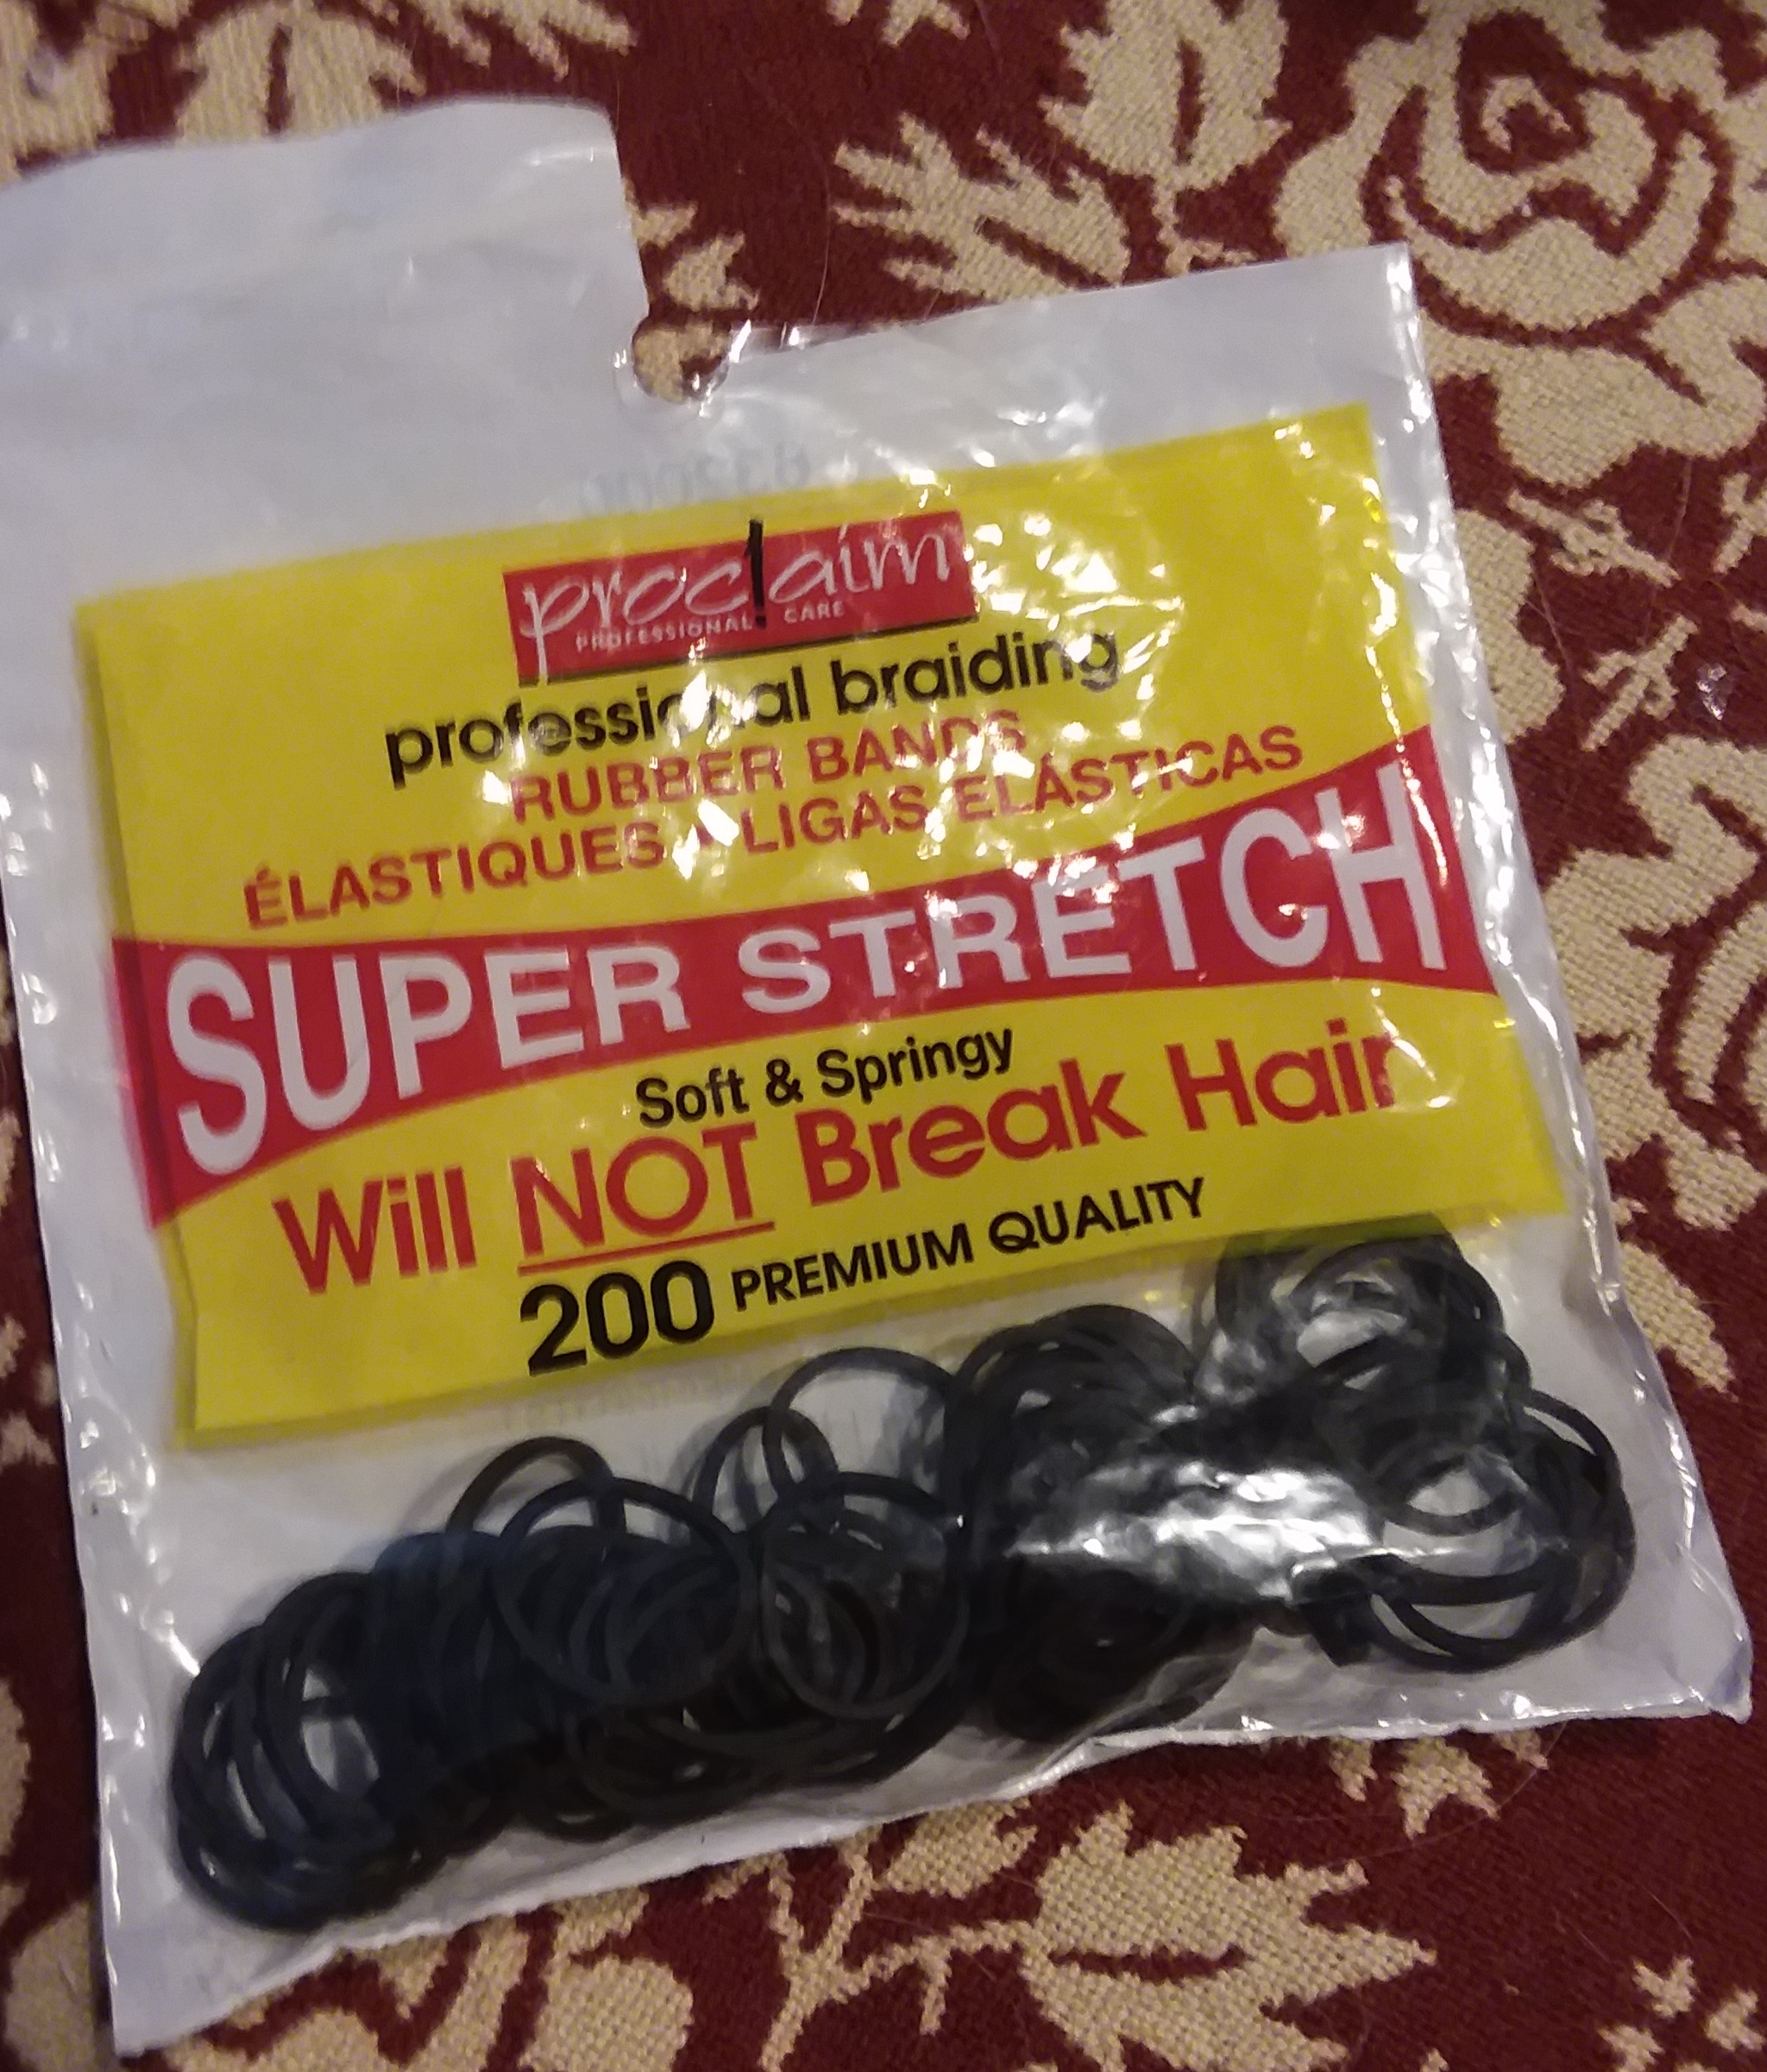 proclaim
PROFESSIONAL CARE
professional braiding
RUBBER BANDS
ÉLASTIQUES • LIGAS ELÁSTICAS
SUPER STRETCH
Soft & Springy
Will NOT Break Hair
200 PREMIUM QUALITY